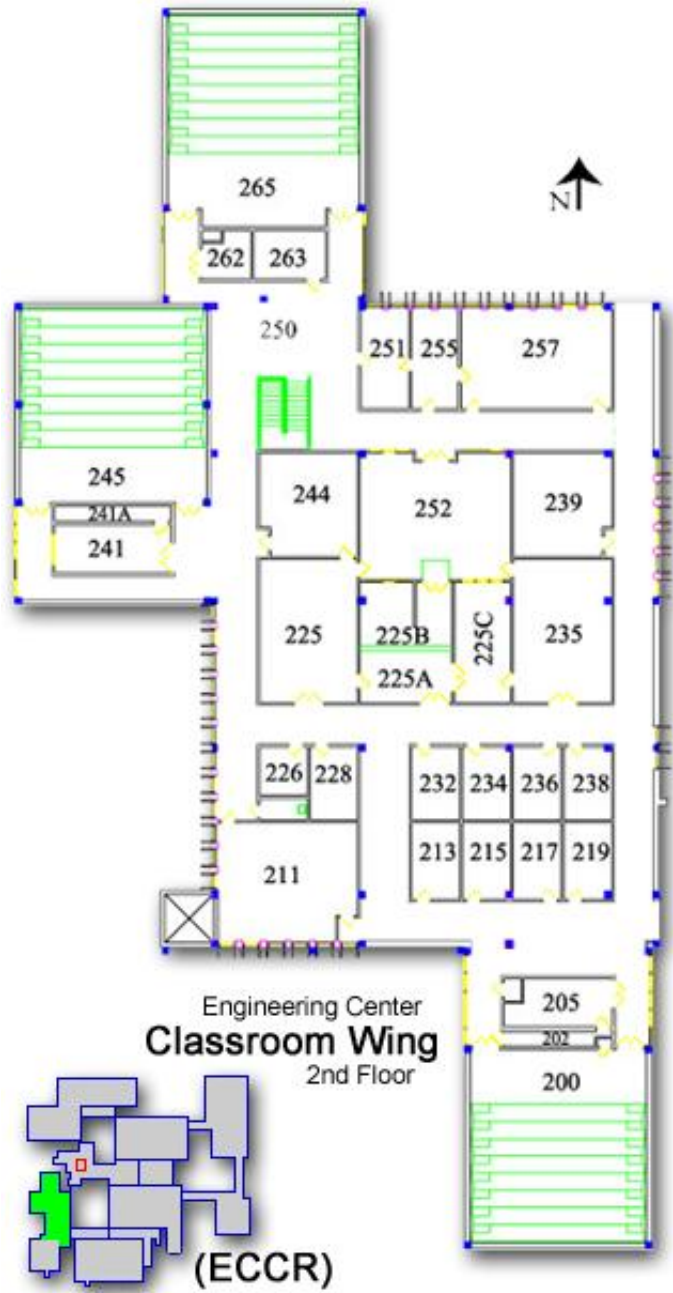 265
N
262 263
250
251 255 257
245
244 252 239
241A
241
225 225B 225C 235
225A
226 228 232 234 236 238
213 215 217 219
211
205
202
200
Engineering Center
Classroom Wing
2nd Floor
(ECCR)